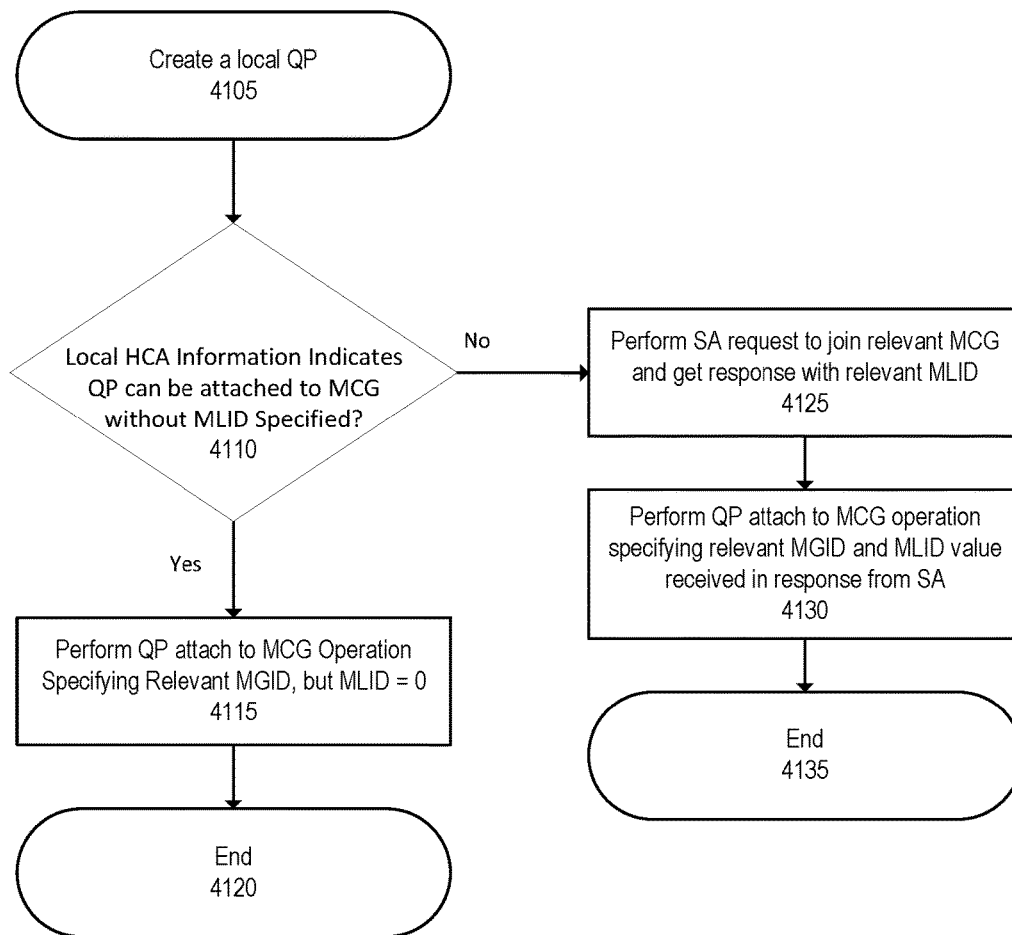 Create a local QP
4105
Local HCA Information Indicates
QP can be attached to MCG
without MLID Specified?
4110
No
Perform SA request to join relevant MCG
and get response with relevant MLID
4125
Perform QP attach to MCG operation
specifying relevant MGID and MLID value
received in response from SA
4130
Yes
Perform QP attach to MCG Operation
Specifying Relevant MGID, but MLID = 0
4115
End
4135
End
4120